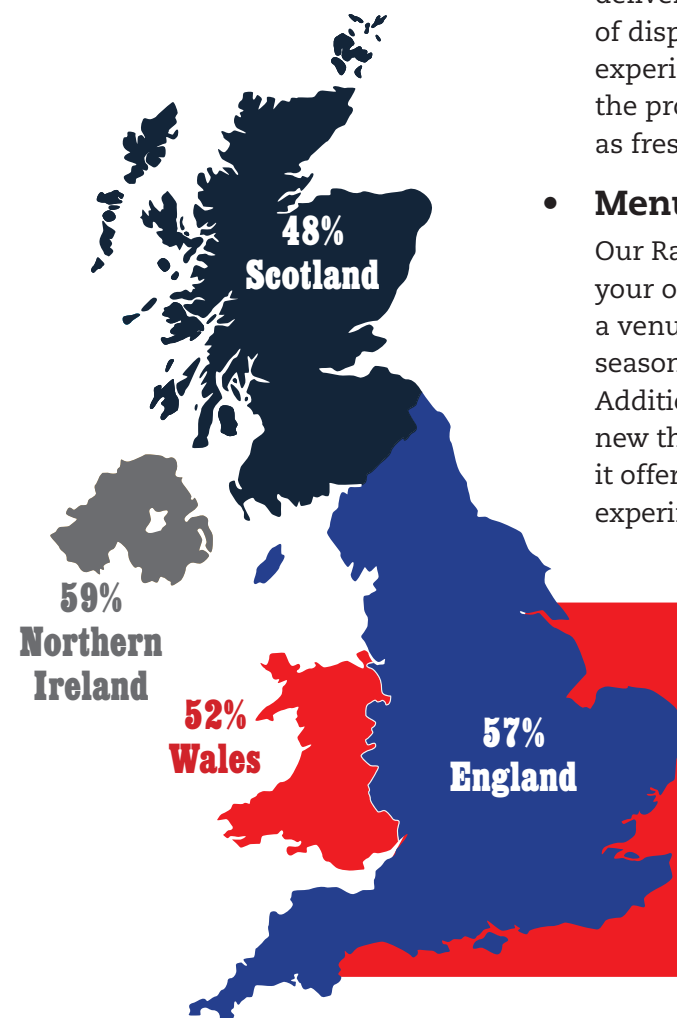 of
experi
the pro
as fres
• Menu
Our Ra
your o
a venu
season
Additio
new th
it offer
experi
48%
Scotland
59%
Northern
Ireland
52%
Wales
57%
England